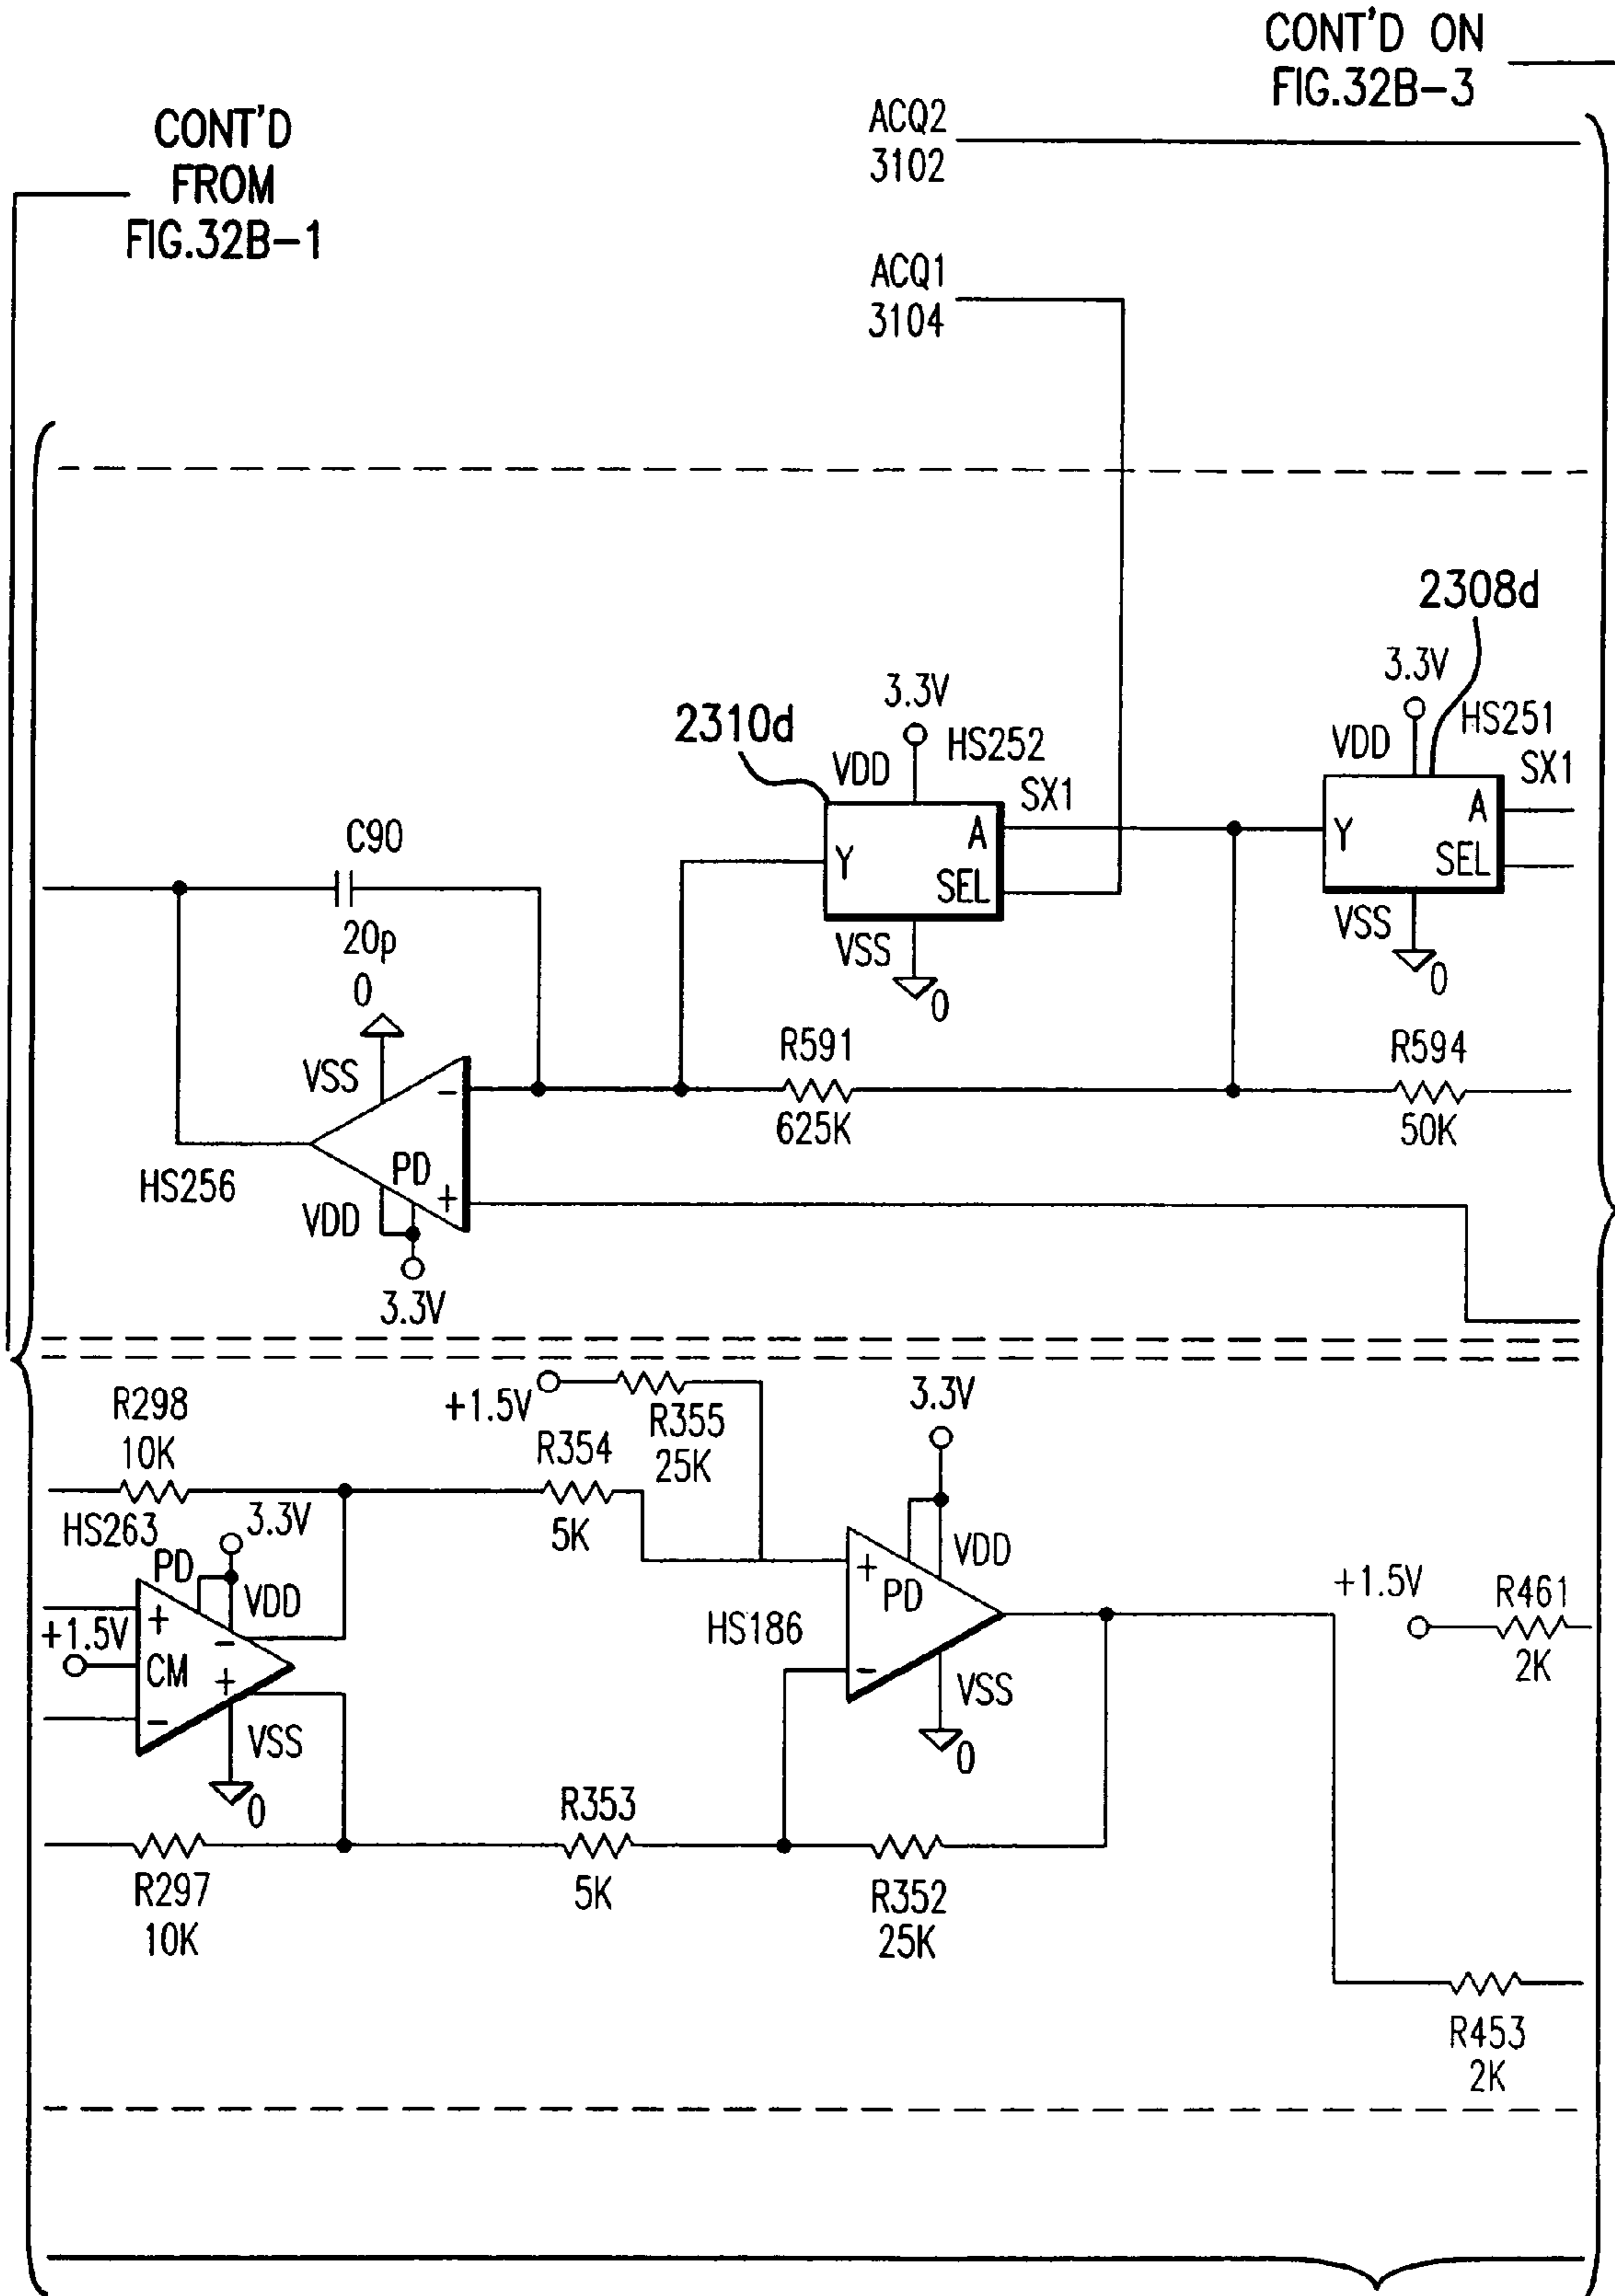 CONT'D ON
FIG.32B-3
CONT'D
FROM
FIG.32B-1
ACQ2
3102
ACQ1
3104
2308d
3.3V
HS251
VDD
SX1
A
Y
SEL
VSS
0
2310d
3.3V
HS252
VDD
SX1
A
Y
SEL
VSS
0
C90
20p
0
VSS
-
PD
+
HS256
VDD
3.3V
R591
625K
R594
50K
R298
10K
+1.5V
R355
25K
R354
5K
3.3V
HS263
3.3V
PD
VDD
+
-
+1.5V
CM
+
-
VSS
0
VDD
+
PD
HS186
-
VSS
0
+1.5V
R461
2K
R297
10K
R353
5K
R352
25K
R453
2K